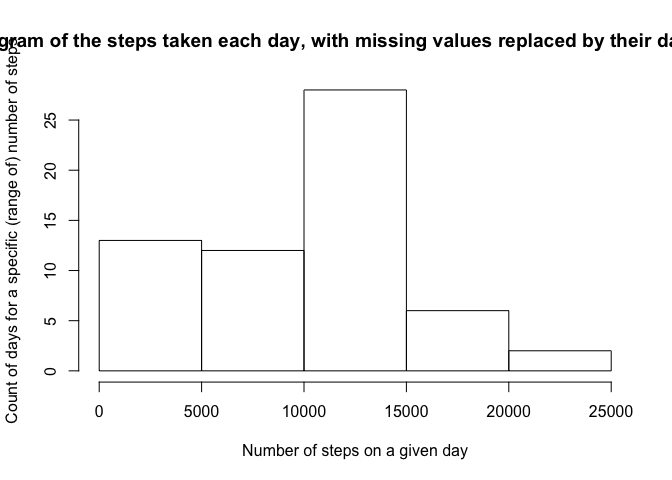 gram of the steps taken each day, with missing values replaced by their da
Count of days for a specific (range of) number of steps
25
20
15
10
5
0
0 5000 10000 15000 20000 25000
Number of steps on a given day